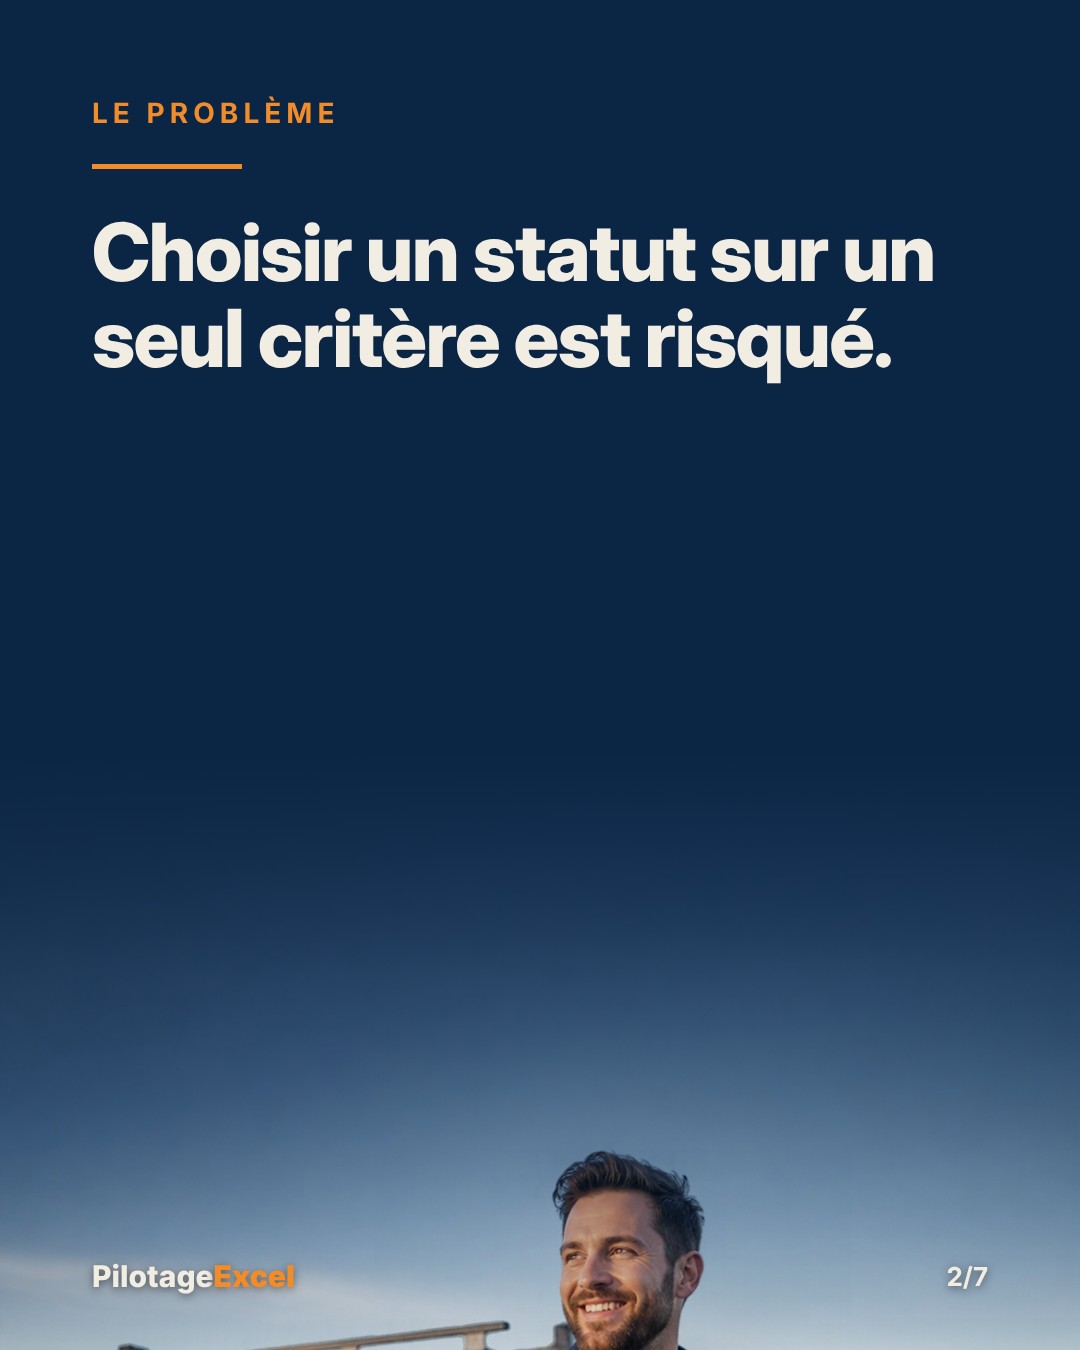 LE PROBLÈME
Choisir un statut sur un
seul critère est risqué.
PilotageExcel
2/7